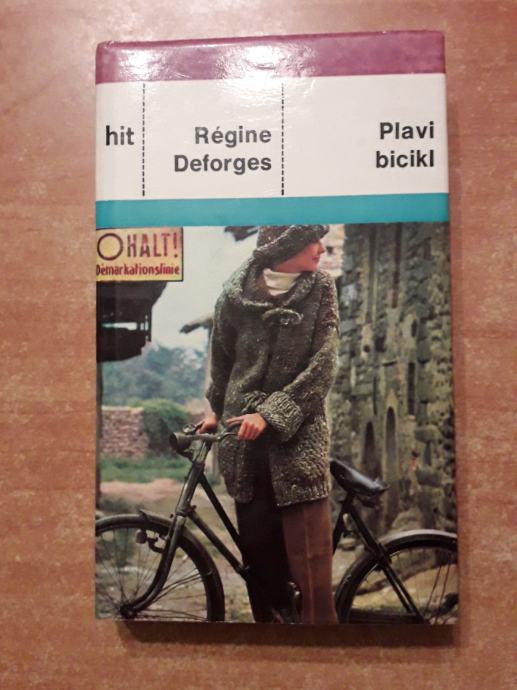 hit
Régine
Deforges
Plavi
bicikl
HALT!
Demarkationslinie